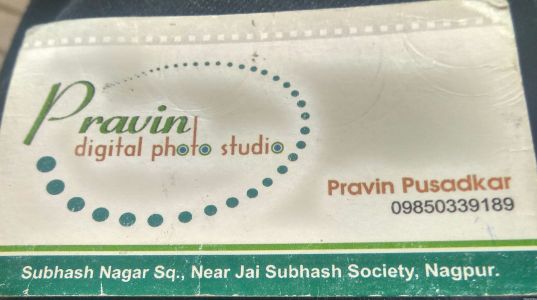 Pravin
digital photo studio
Pravin Pusadkar
09850339189
Subhash Nagar Sq., Near Jai Subhash Society, Nagpur.